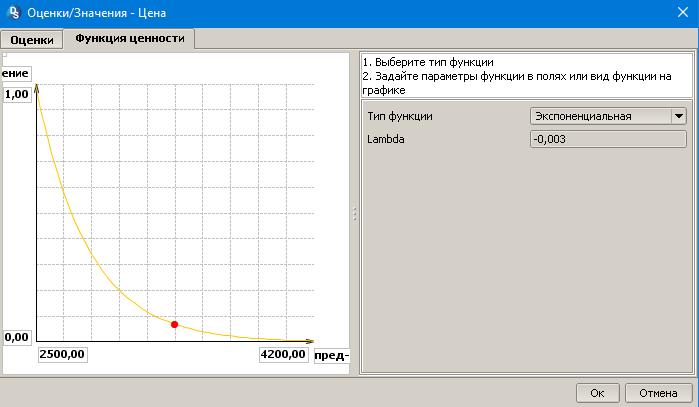 Оценки/Значения - Цена
Оценки
Функция ценности
ение
1,00
0,00
2500,00
4200,00
пред-
1. Выберите тип функции
2. Задайте параметры функции в полях или вид функции на
графике
Тип функции
Экспоненциальная
Lambda
-0,003
Ок
Отмена